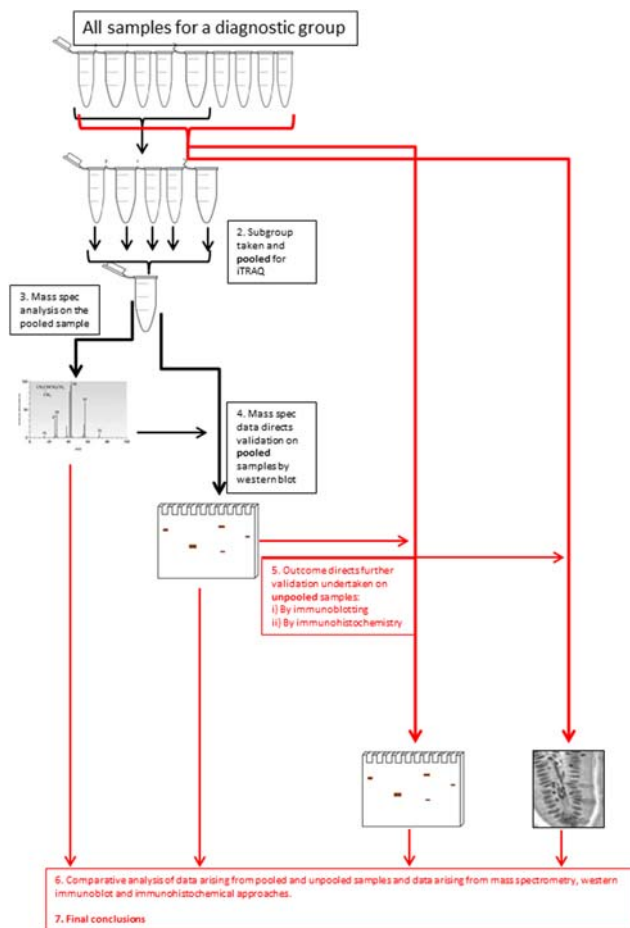 All samples for a diagnostic group
2. Subgroup
taken and
pooled for
iTRAQ
3. Mass spec
analysis on the
pooled sample
4. Mass spec
data directs
validation on
pooled
samples by
western blot
5. Outcome directs further
validation undertaken on
unpooled samples:
i) By immunoblotting
ii) By immunohistochemistry
6. Comparative analysis of data arising from pooled and unpooled samples and data arising from mass spectrometry, western
immunoblot and immunohistochemical approaches.
7. Final conclusions